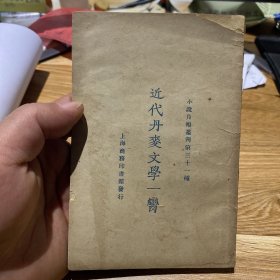 小說月報叢刊第三十一種
近代丹麥文學一臠
上海商務印書館發行